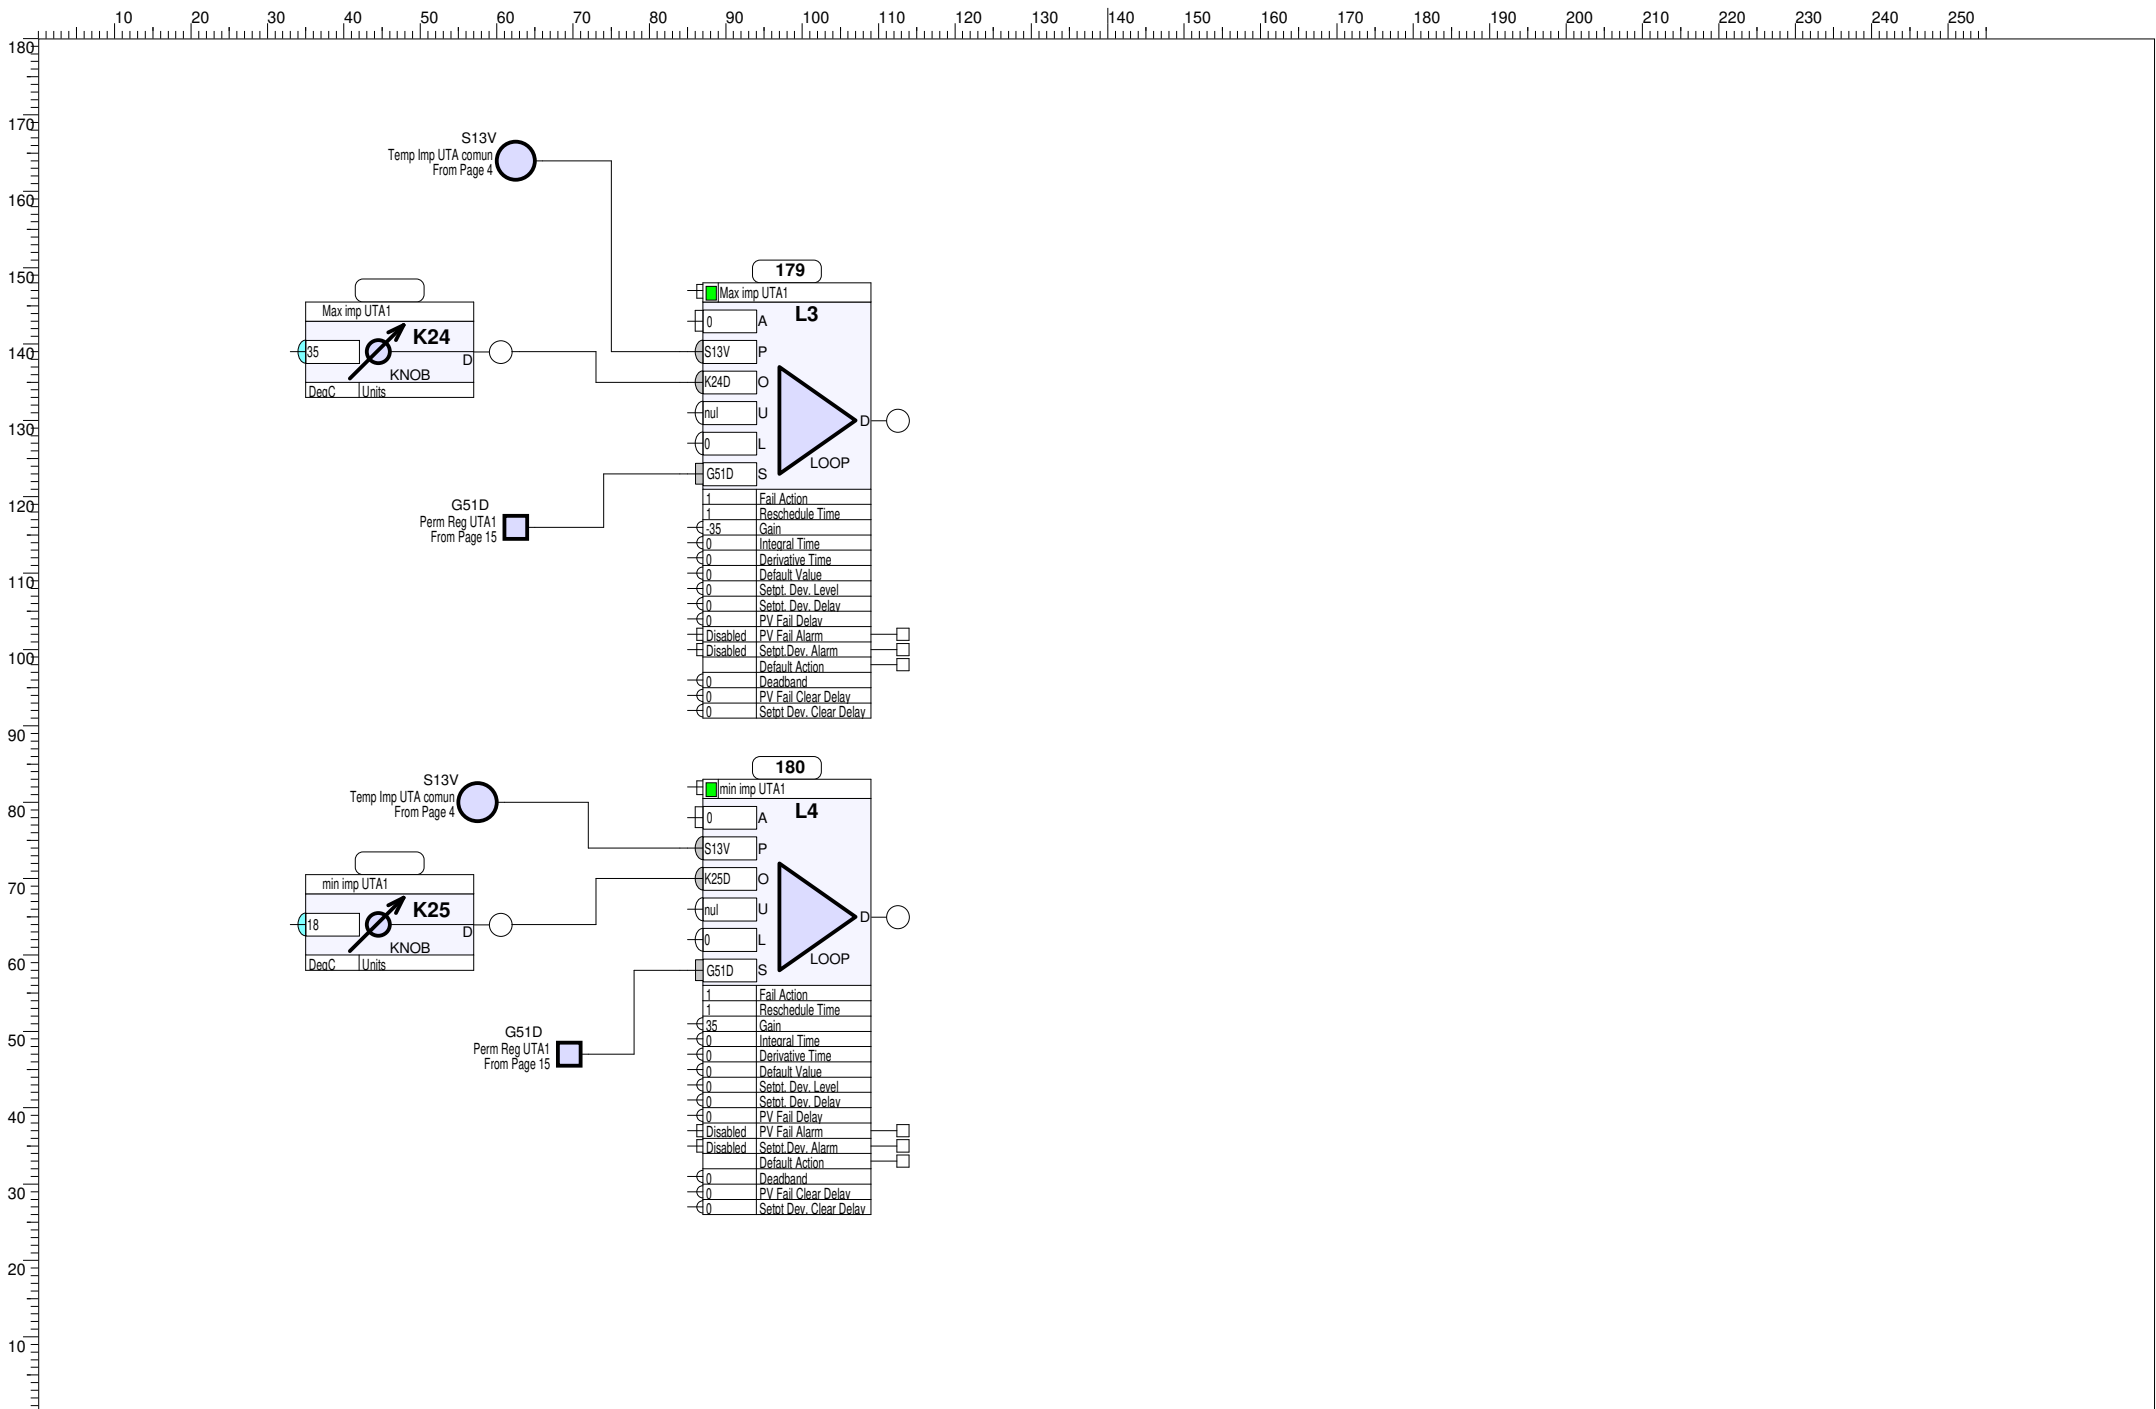 10 20 30 40 50 60 70 80 90 100 110 120 130 140 150 160 170 180 190 200 210 220 230 240 250
180
170
160
150
140
130
120
110
100
90
80
70
60
50
40
30
20
10
S13V
Temp Imp UTA comun
From Page 4
Max imp UTA1
K24
35
D
KNOB
DegC Units
G51D
Perm Reg UTA1
From Page 15
179
Max imp UTA1
L3
0 A
S13V P
K24D O
nul U
D
0 L
LOOP
G51D S
1 Fail Action
1 Reschedule Time
-35 Gain
0 Integral Time
0 Derivative Time
0 Default Value
0 Setpt. Dev. Level
0 Setpt. Dev. Delay
0 PV Fail Delay
Disabled PV Fail Alarm
Disabled Setpt.Dev. Alarm
Default Action
0 Deadband
0 PV Fail Clear Delay
0 Setpt Dev. Clear Delay
S13V
Temp Imp UTA comun
From Page 4
min imp UTA1
K25
18
D
KNOB
DegC Units
G51D
Perm Reg UTA1
From Page 15
180
min imp UTA1
L4
0 A
S13V P
K25D O
nul U
D
0 L
LOOP
G51D S
1 Fail Action
1 Reschedule Time
35 Gain
0 Integral Time
0 Derivative Time
0 Default Value
0 Setpt. Dev. Level
0 Setpt. Dev. Delay
0 PV Fail Delay
Disabled PV Fail Alarm
Disabled Setpt.Dev. Alarm
Default Action
0 Deadband
0 PV Fail Clear Delay
0 Setpt Dev. Clear Delay